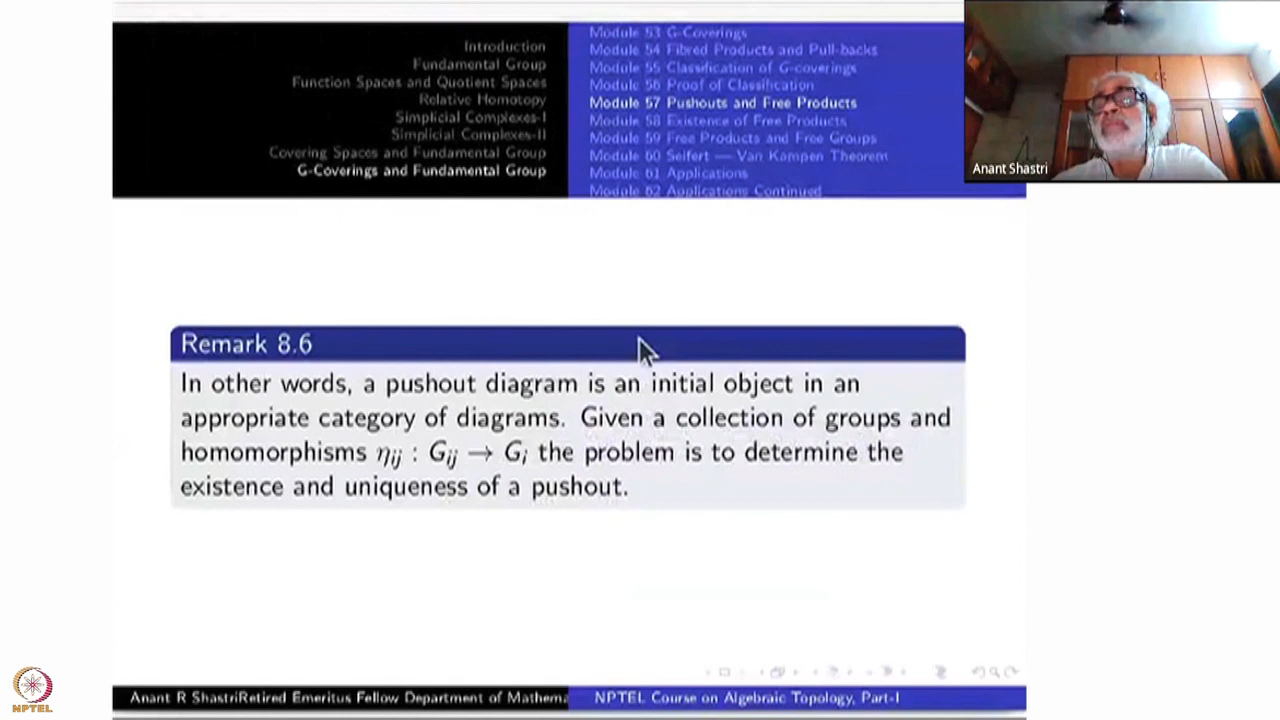 Introduction
Fundamental Group
Function Spaces and Quotient Spaces
Relative Homotopy
Simplicial Complexes-I
Simplicial Complexes-II
Covering Spaces and Fundamental Group
G-Coverings and Fundamental Group
Module 53 G-Coverings
Module 54 Fibred Products and Pull-backs
Module 55 Classification of G-coverings
Module 56 Proof of Classification
Module 57 Pushouts and Free Products
Module 58 Existence of Free Products
Module 59 Free Products and Free Groups
Module 60 Seifert — Van Kampen Theorem
Module 61 Applications
Module 62 Applications Continued
Anant Shastri
Remark 8.6
In other words, a pushout diagram is an initial object in an
appropriate category of diagrams. Given a collection of groups and
homomorphisms η_{ij} : G_{ij} → G_i the problem is to determine the
existence and uniqueness of a pushout.
Anant R ShastriRetired Emeritus Fellow Department of Mathema
NPTEL Course on Algebraic Topology, Part-I
NPTEL